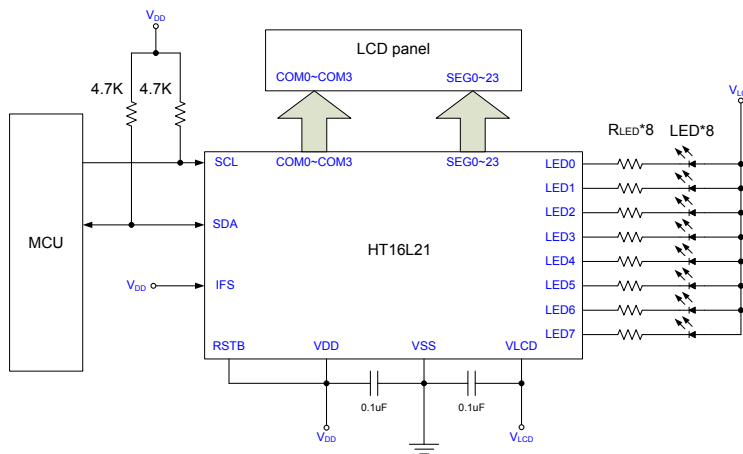 VDD
LCD panel
COM0~COM3 SEG0~23
4.7K 4.7K
RLED*8 LED*8
SCL COM0~COM3 SEG0~23 LED0
LED1
SDA LED2
MCU HT16L21 LED3
LED4
VDD IFS LED5
LED6
LED7
RSTB VDD VSS VLCD
0.1uF 0.1uF
VDD VLCD